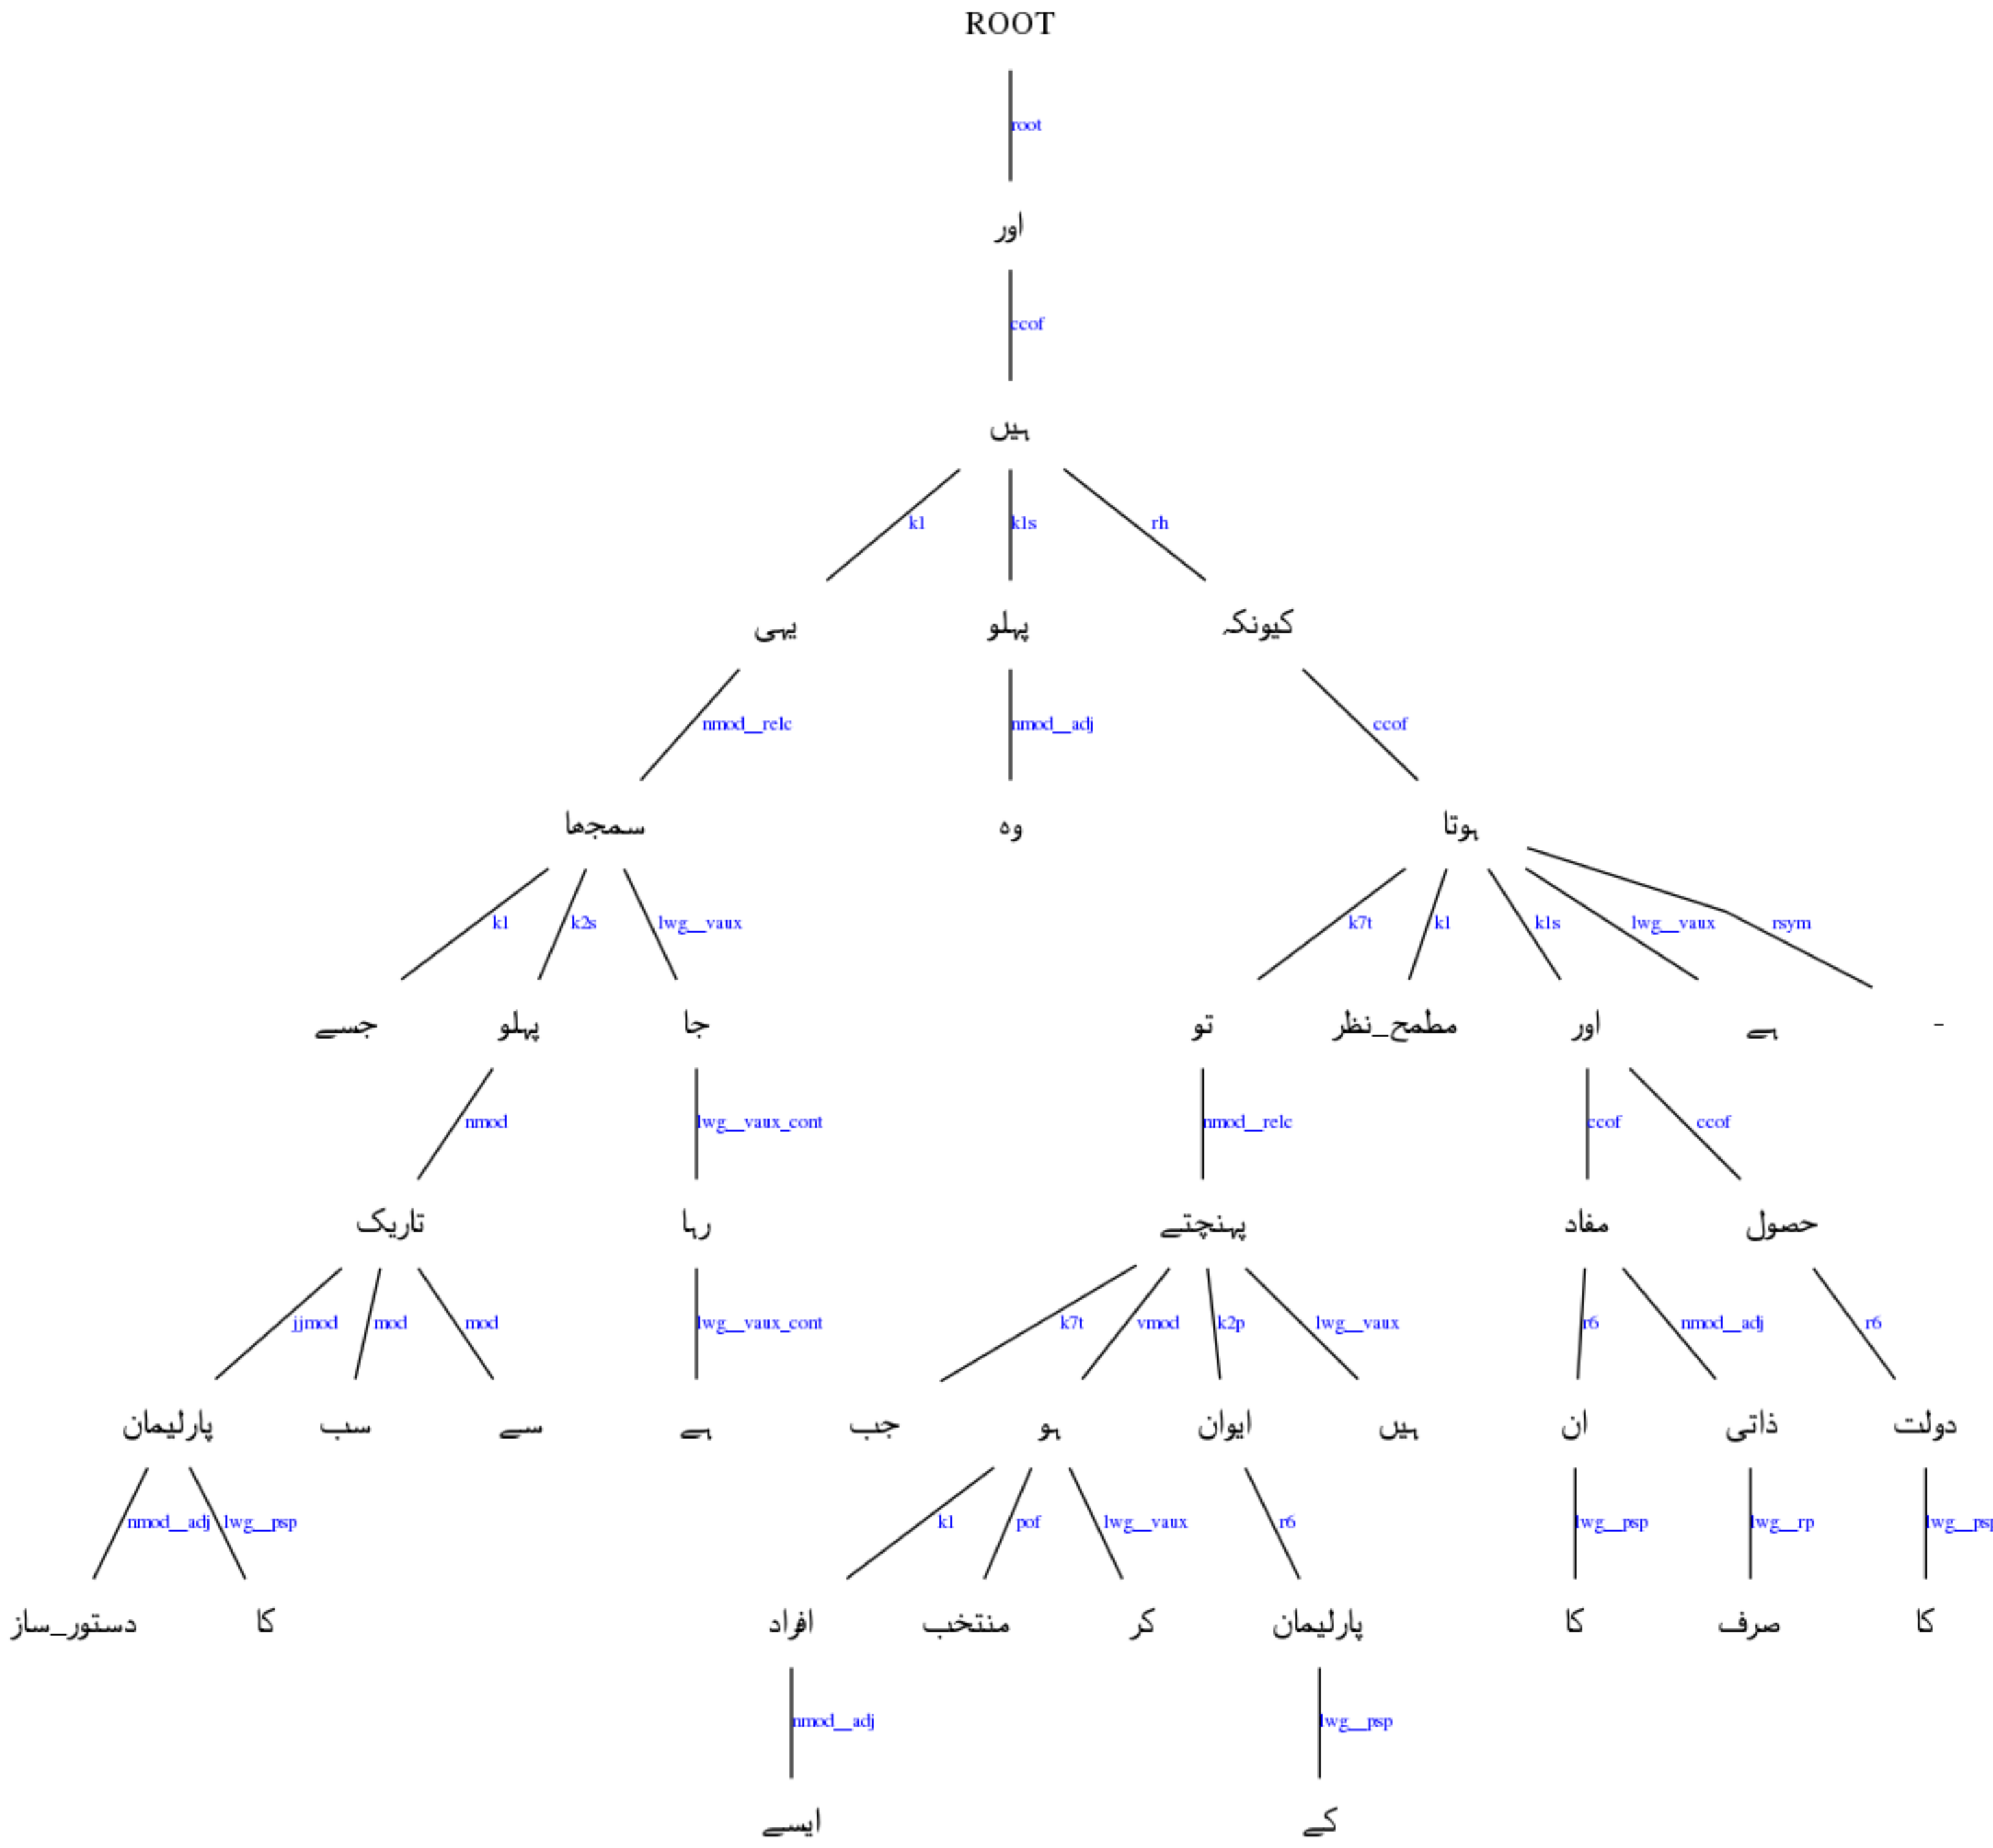 ROOT
root
اور
ccof
ہیں
k1 k1s rh
یہی پہلو کیونکہ
nmod__relc nmod__adj ccof
سمجھا وہ ہوتا
k1 k2s lwg__vaux k7t k1 k1s lwg__vaux rsym
جسے پہلو جا تو مطمح_نظر اور ہے -
nmod lwg__vaux_cont nmod__relc ccof ccof
تاریک رہا پہنچتے مفاد حصول
jjmod mod mod lwg__vaux_cont k7t vmod k2p lwg__vaux r6 nmod__adj r6
پارلیمان سب سے ہے جب ہو ایوان ہیں ان ذاتی دولت
nmod__adj lwg__psp k1 pof lwg__vaux r6 lwg__psp lwg__rp lwg__psp
دستور_ساز کا افراد منتخب کر پارلیمان کا صرف کا
nmod__adj lwg__psp
ایسے کے